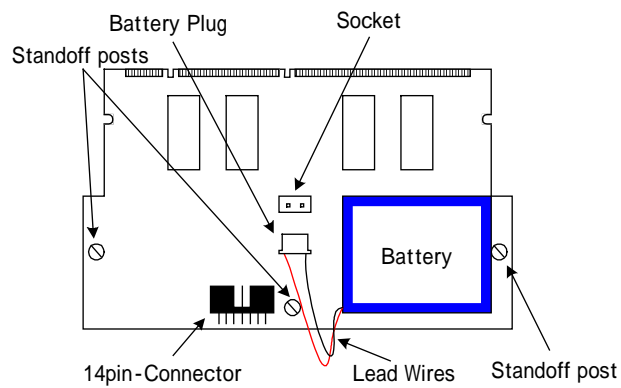 Battery Plug
Socket
Standoff posts
Battery
14pin-Connector
Lead Wires
Standoff post